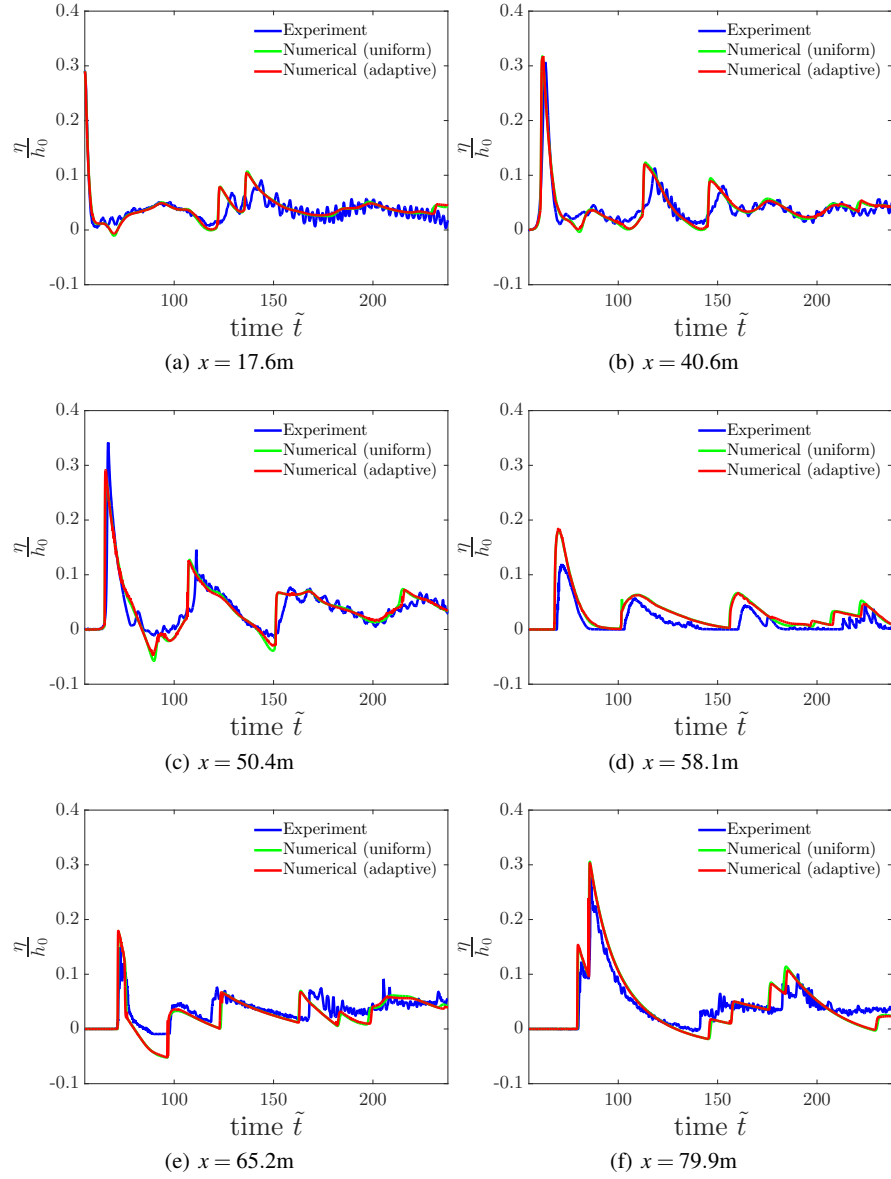 0.4
0.3
0.2
0.1
0
-0.1
η/h₀
Experiment
Numerical (uniform)
Numerical (adaptive)
100 150 200
time t̃
(a) x = 17.6m
0.4
0.3
0.2
0.1
0
-0.1
η/h₀
Experiment
Numerical (uniform)
Numerical (adaptive)
100 150 200
time t̃
(b) x = 40.6m
0.4
0.3
0.2
0.1
0
-0.1
η/h₀
Experiment
Numerical (uniform)
Numerical (adaptive)
100 150 200
time t̃
(c) x = 50.4m
0.4
0.3
0.2
0.1
0
-0.1
η/h₀
Experiment
Numerical (uniform)
Numerical (adaptive)
100 150 200
time t̃
(d) x = 58.1m
0.4
0.3
0.2
0.1
0
-0.1
η/h₀
Experiment
Numerical (uniform)
Numerical (adaptive)
100 150 200
time t̃
(e) x = 65.2m
0.4
0.3
0.2
0.1
0
-0.1
η/h₀
Experiment
Numerical (uniform)
Numerical (adaptive)
100 150 200
time t̃
(f) x = 79.9m